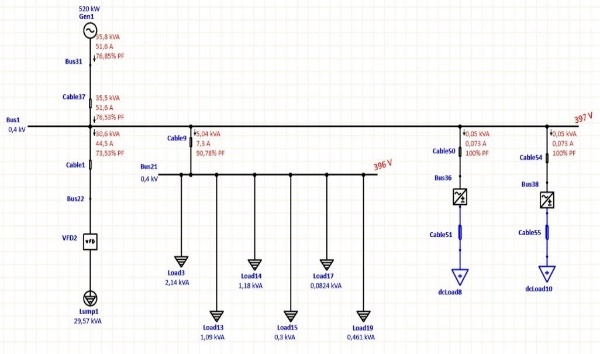 520 kW
Gen1
35,8 kVA
51,6 A
76,85% PF
Bus31
Cable37
35,5 kVA
51,6 A
76,53% PF
Bus1
0,4 kV
397 V
30,6 kVA
44,5 A
73,53% PF
Cable1
Cable9
5,04 kVA
7,3 A
90,78% PF
Cable50
0,05 kVA
0,073 A
100% PF
Cable54
0,05 kVA
0,073 A
100% PF
Bus21
0,4 kV
396 V
Bus22
Bus36
Bus38
VFD2
VFD
Cable51
Cable55
Load3
2,14 kVA
Load14
1,18 kVA
Load17
0,0824 kVA
dcLoad8
dcLoad10
Lump1
29,57 kVA
Load13
1,09 kVA
Load15
0,3 kVA
Load19
0,461 kVA